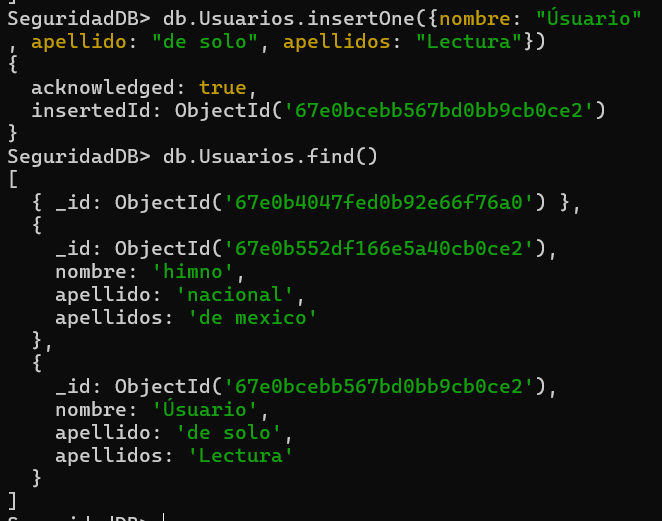 SeguridadDB> db.Usuarios.insertOne({nombre: "Úsuario"
, apellido: "de solo", apellidos: "Lectura"})
{
  acknowledged: true,
  insertedId: ObjectId('67e0bcebb567bd0bb9cb0ce2')
}
SeguridadDB> db.Usuarios.find()
[
  { _id: ObjectId('67e0b4047fed0b92e66f76a0') },
  {
    _id: ObjectId('67e0b552df166e5a40cb0ce2'),
    nombre: 'himno',
    apellido: 'nacional',
    apellidos: 'de mexico'
  },
  {
    _id: ObjectId('67e0bcebb567bd0bb9cb0ce2'),
    nombre: 'Úsuario',
    apellido: 'de solo',
    apellidos: 'Lectura'
  }
]
SeguridadDB>